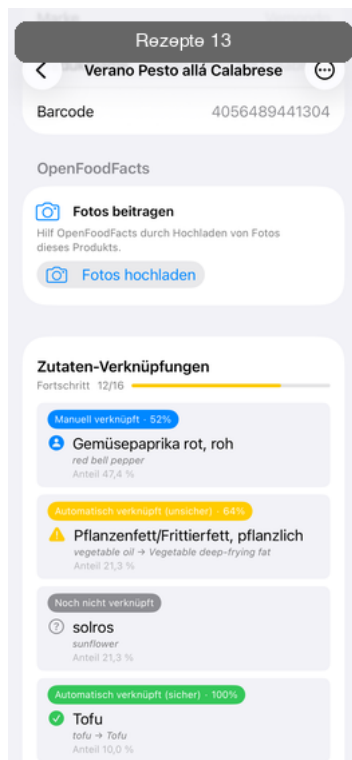 Rezepte 13
Verano Pesto allá Calabrese
Barcode 4056489441304
OpenFoodFacts
Fotos beitragen
Hilf OpenFoodFacts durch Hochladen von Fotos
dieses Produkts.
Fotos hochladen
Zutaten-Verknüpfungen
Fortschritt 12/16
Manuell verknüpft · 52%
Gemüsepaprika rot, roh
red bell pepper
Anteil 47,4 %
Automatisch verknüpft (unsicher) · 64%
Pflanzenfett/Frittierfett, pflanzlich
vegetable oil → Vegetable deep-frying fat
Anteil 21,3 %
Noch nicht verknüpft
solros
sunflower
Anteil 21,3 %
Automatisch verknüpft (sicher) · 100%
Tofu
tofu → Tofu
Anteil 10,0 %